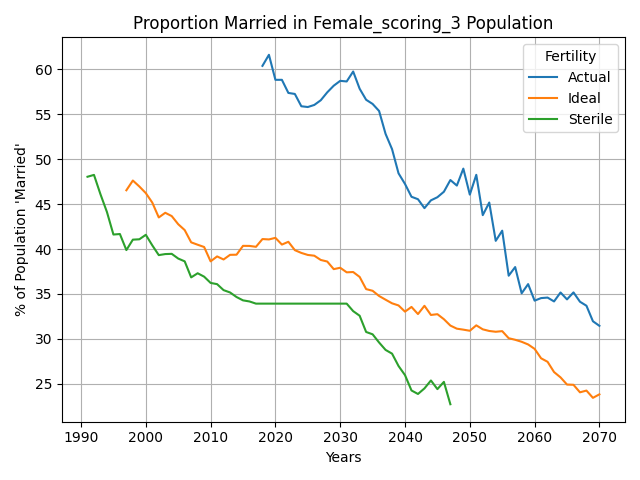 Proportion Married in Female_scoring_3 Population
% of Population 'Married'
60
55
50
45
40
35
30
25
Fertility
Actual
Ideal
Sterile
1990 2000 2010 2020 2030 2040 2050 2060 2070
Years